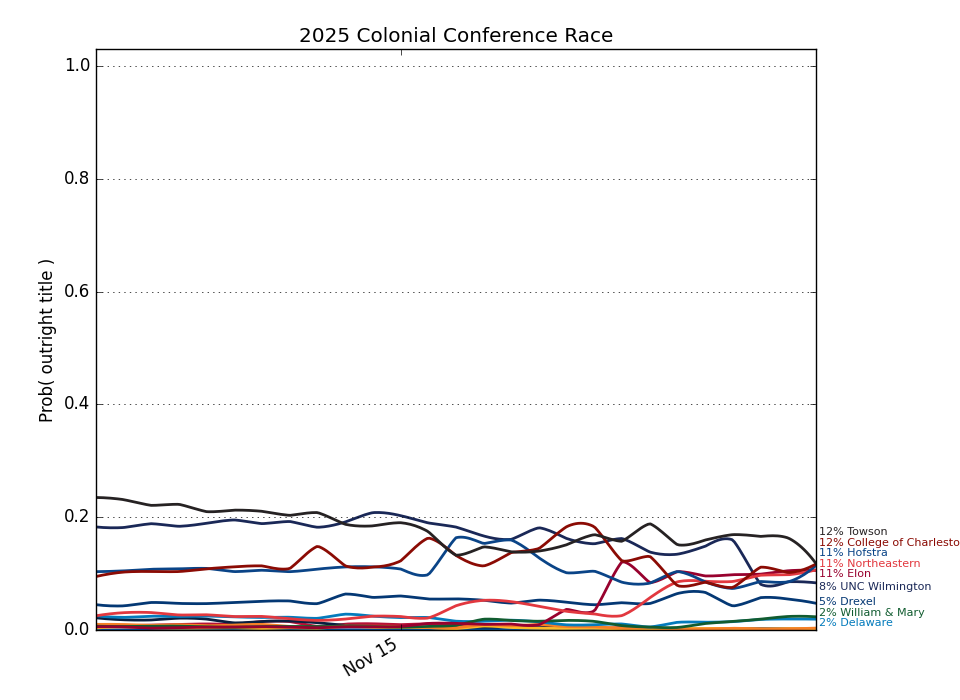 2025 Colonial Conference Race
1.0
0.8
0.6
0.4
0.2
0.0
Prob( outright title )
Nov 15
12% Towson
12% College of Charlesto
11% Hofstra
11% Northeastern
11% Elon
8% UNC Wilmington
5% Drexel
2% William & Mary
2% Delaware